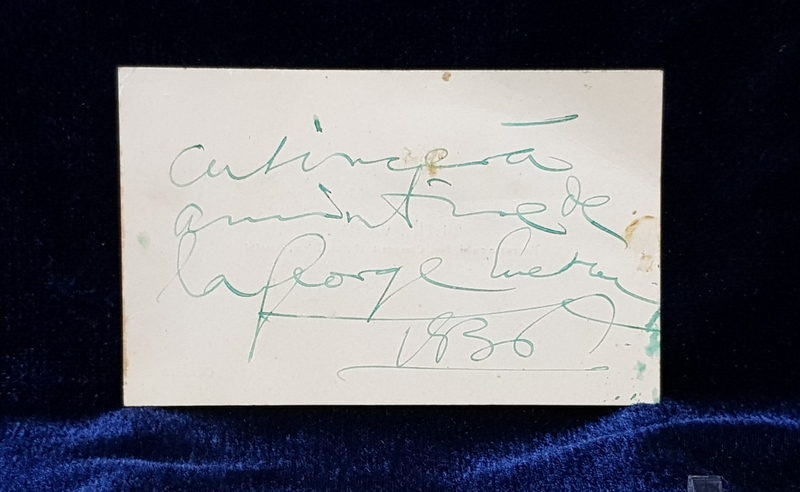 cu sinceră
amintire de
la George Enescu
1936